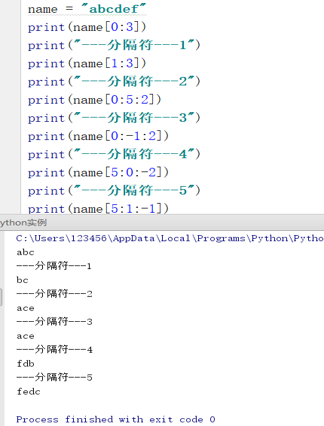 name = "abcdef"
print(name[0:3])
print("---分隔符---1")
print(name[1:3])
print("---分隔符---2")
print(name[0:5:2])
print("---分隔符---3")
print(name[0:-1:2])
print("---分隔符---4")
print(name[5:0:-2])
print("---分隔符---5")
print(name[5:1:-1])
ython实例
C:\Users\123456\AppData\Local\Programs\Python\Pytho
abc
---分隔符---1
bc
---分隔符---2
ace
---分隔符---3
ace
---分隔符---4
fdb
---分隔符---5
fedc
Process finished with exit code 0